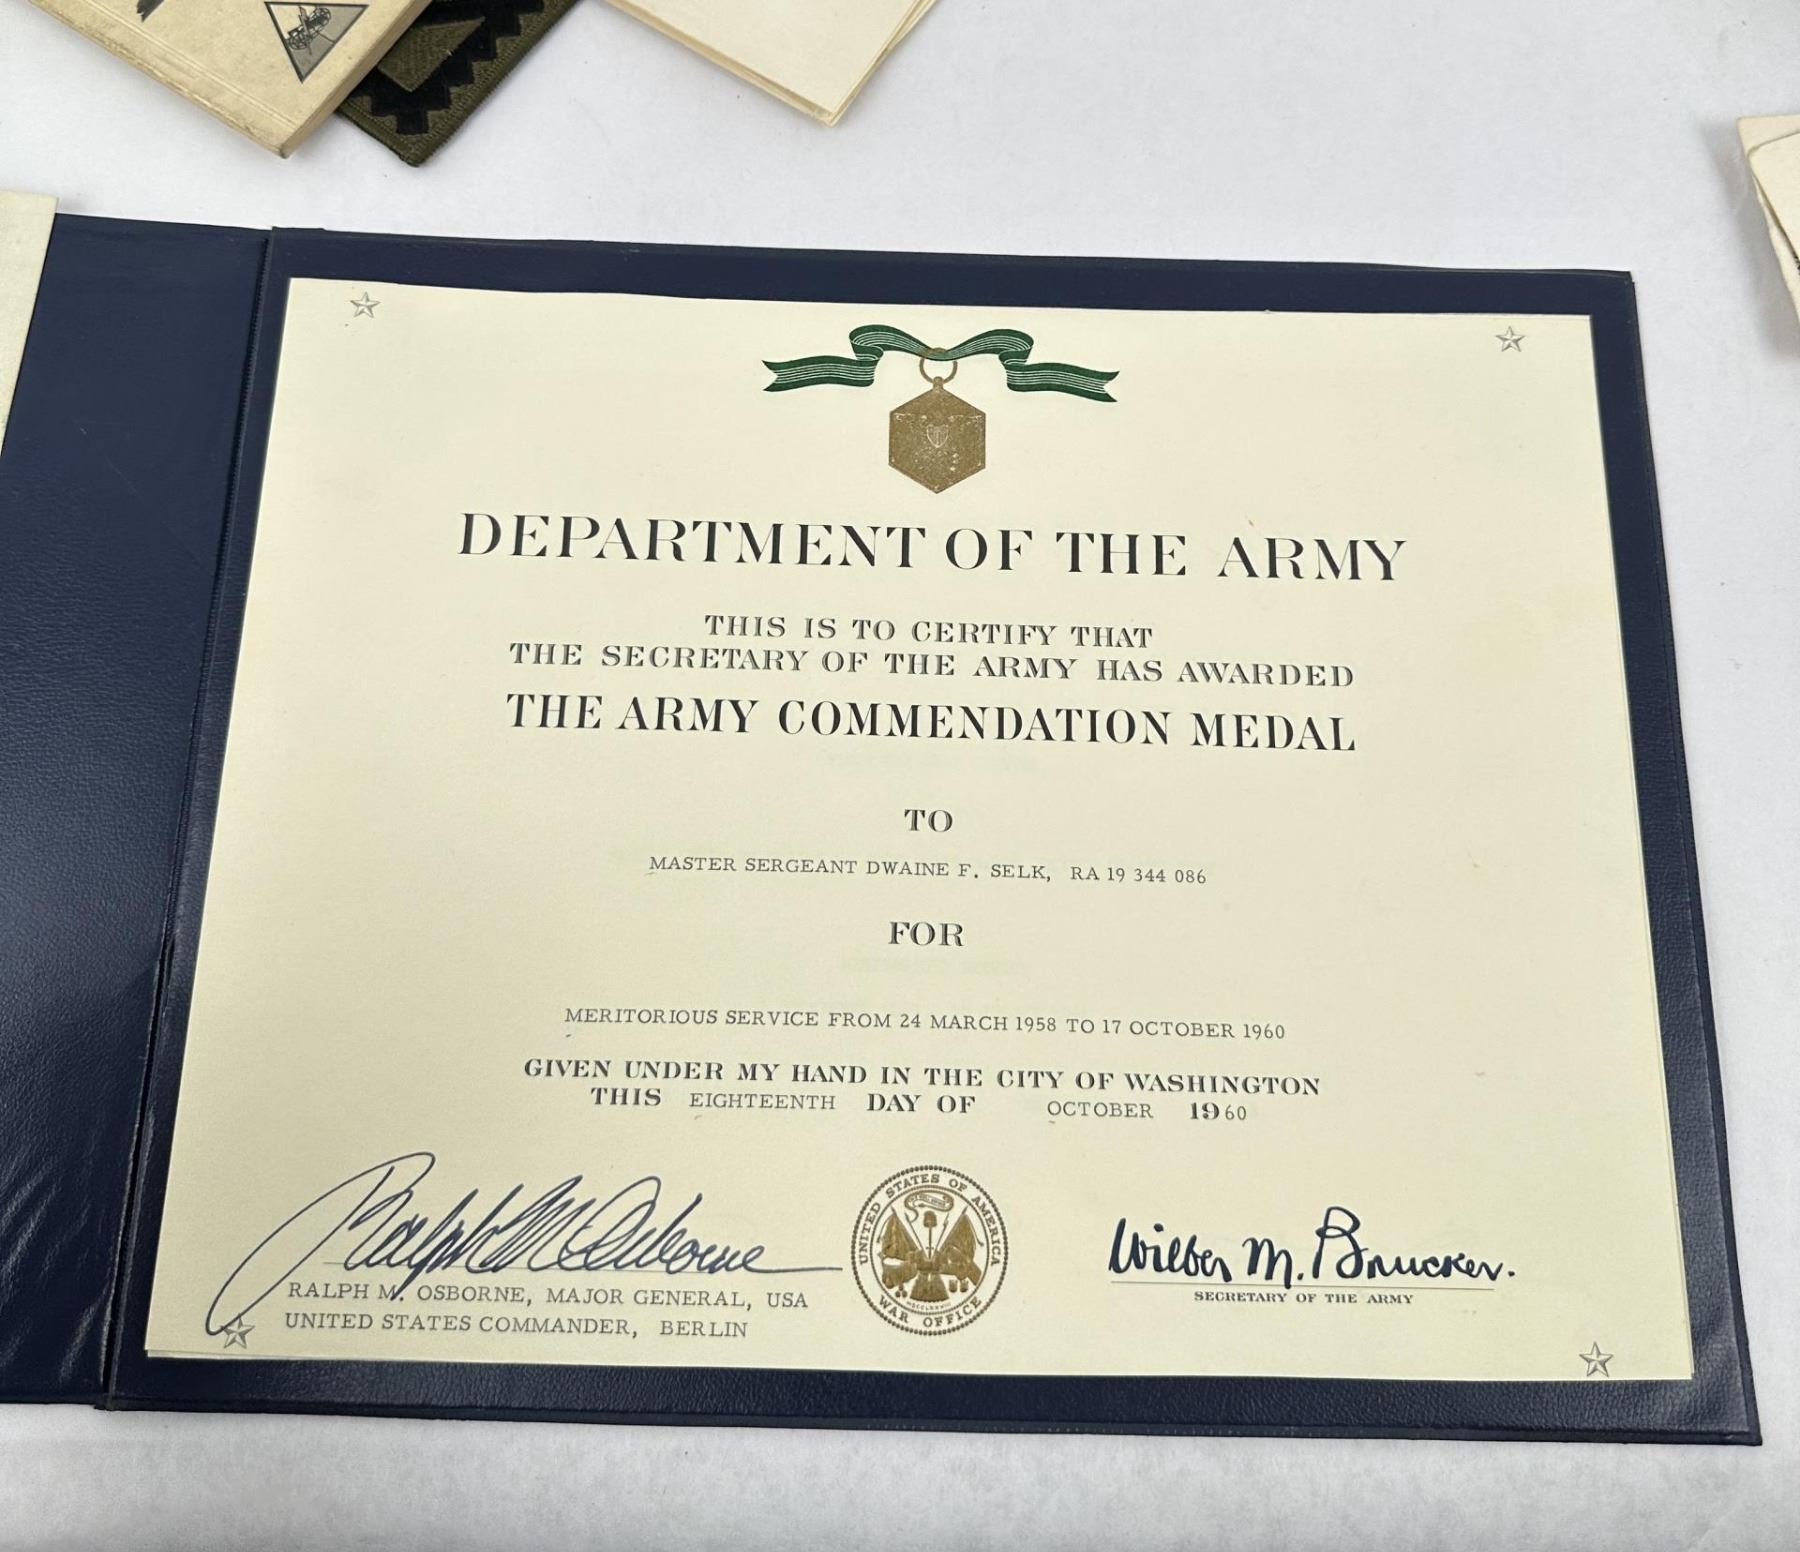 DEPARTMENT OF THE ARMY
THIS IS TO CERTIFY THAT
THE SECRETARY OF THE ARMY HAS AWARDED
THE ARMY COMMENDATION MEDAL
TO
MASTER SERGEANT DWAINE F. SELK, RA 19 344 086
FOR
MERITORIOUS SERVICE FROM 24 MARCH 1958 TO 17 OCTOBER 1960
GIVEN UNDER MY HAND IN THE CITY OF WASHINGTON
THIS EIGHTEENTH DAY OF OCTOBER 1960
Ralph M Osborne
RALPH M. OSBORNE, MAJOR GENERAL, USA
UNITED STATES COMMANDER, BERLIN
UNITED STATES OF AMERICA
MDCCLXXVIII
WAR OFFICE
Wilber M. Brucker.
SECRETARY OF THE ARMY